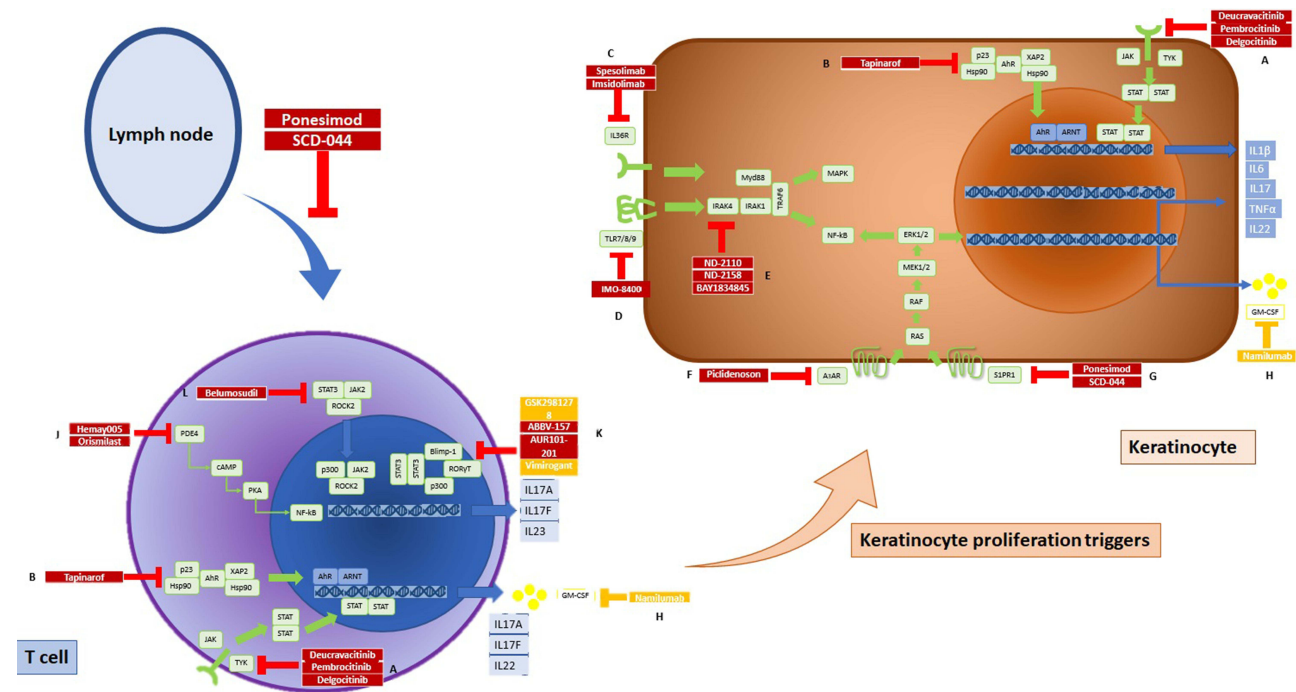 Lymph node
Ponesimod
SCD-044
C
Spesolimab
Imsidolimab
IL36R
TLR7/8/9
IMO-8400
D
B
Tapinarof
p23
Hsp90
AhR
XAP2
Hsp90
Deucravacitinib
Pembrocitinib
Delgocitinib
A
JAK
TYK
STAT
STAT
AhR
ARNT
STAT
STAT
Myd88
IRAK4
IRAK1
TRAF6
MAPK
NF-kB
ERK1/2
MEK1/2
RAF
RAS
ND-2110
ND-2158
BAY1834845
E
IL1β
IL6
IL17
TNFα
IL22
GM-CSF
Namilumab
H
F
Piclidenoson
A3AR
S1PR1
Ponesimod
SCD-044
G
Keratinocyte
Keratinocyte proliferation triggers
L
Belumosudil
STAT3
JAK2
ROCK2
J
Hemay005
Orismilast
PDE4
cAMP
PKA
NF-kB
p300
JAK2
ROCK2
STAT3
STAT3
Blimp-1
RORγT
p300
GSK298127
8
ABBV-157
AUR101-
201
Vimirogant
K
IL17A
IL17F
IL23
B
Tapinarof
p23
Hsp90
AhR
XAP2
Hsp90
AhR
ARNT
STAT
STAT
GM-CSF
Namilumab
H
IL17A
IL17F
IL22
JAK
STAT
STAT
TYK
Deucravacitinib
Pembrocitinib
Delgocitinib
A
T cell